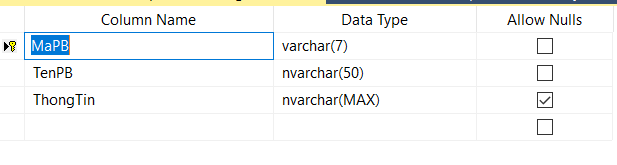 Column Name Data Type Allow Nulls
MaPB varchar(7)
TenPB nvarchar(50)
ThongTin nvarchar(MAX)